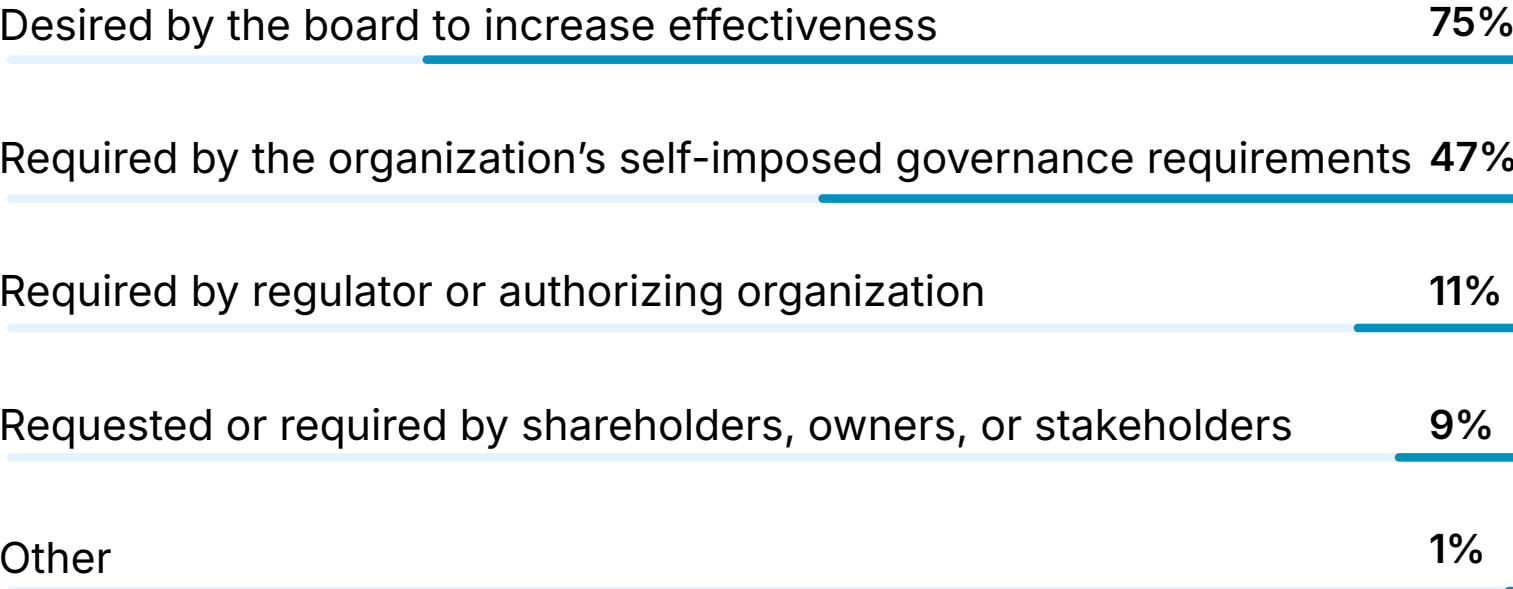 Desired by the board to increase effectiveness 75%
Required by the organization’s self-imposed governance requirements 47%
Required by regulator or authorizing organization 11%
Requested or required by shareholders, owners, or stakeholders 9%
Other 1%